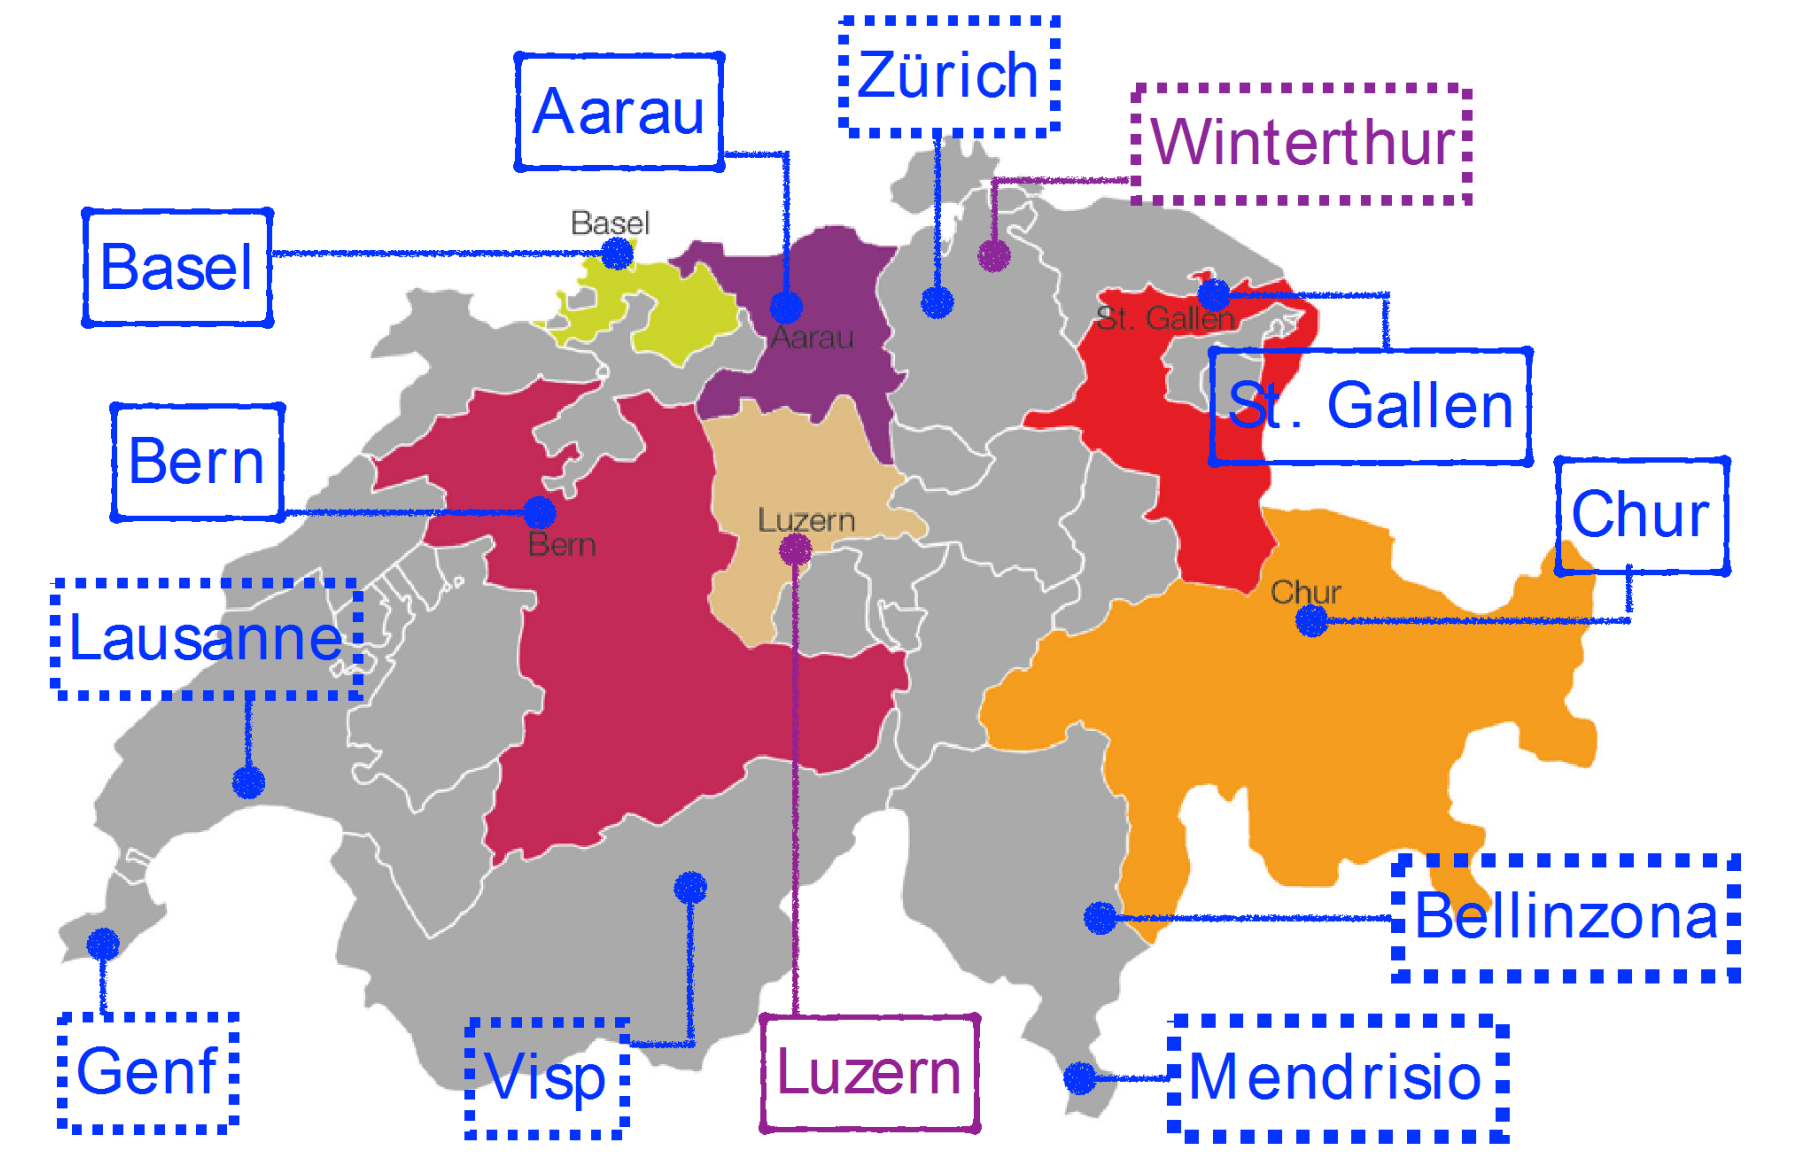 Zürich
Aarau
Winterthur
Basel
Basel
St. Gallen
Aarau
St. Gallen
Bern
Chur
Luzern
Bern
Chur
Lausanne
Bellinzona
Genf
Visp
Luzern
Mendrisio